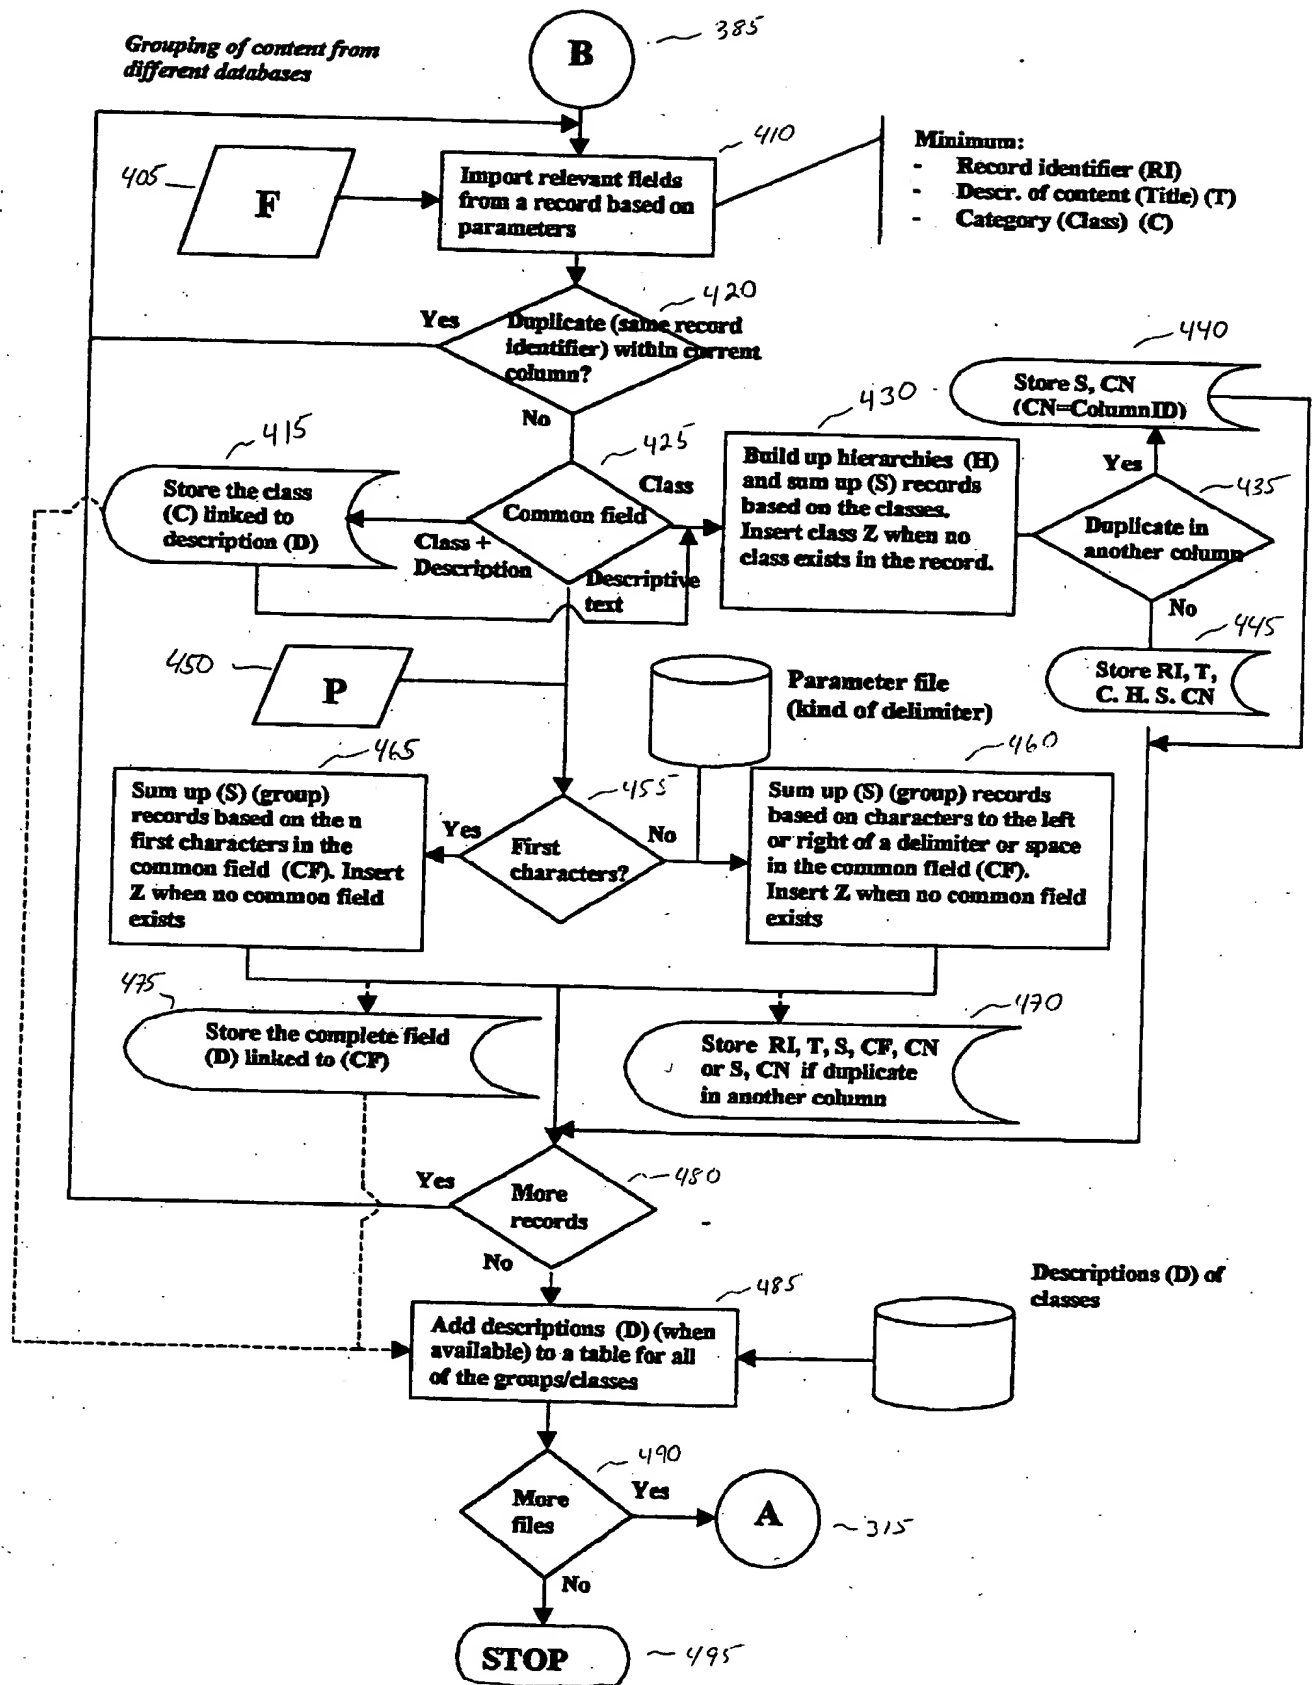 Grouping of content from
different databases
B
385
405
F
410
Import relevant fields
from a record based on
parameters
Minimum:
- Record identifier (RI)
- Descr. of content (Title) (T)
- Category (Class) (C)
420
Yes
Duplicate (same record
identifier) within current
column?
No
440
Store S, CN
(CN=ColumnID)
415
Store the class
(C) linked to
description (D)
425
Common field
Class
Class +
Description
Descriptive
text
430
Build up hierarchies (H)
and sum up (S) records
based on the classes.
Insert class Z when no
class exists in the record.
Yes
435
Duplicate in
another column
No
445
Store RI, T,
C. H. S. CN
450
P
Parameter file
(kind of delimiter)
465
Sum up (S) (group)
records based on the n
first characters in the
common field (CF). Insert
Z when no common field
exists
455
Yes
First
characters?
No
460
Sum up (S) (group) records
based on characters to the left
or right of a delimiter or space
in the common field (CF).
Insert Z when no common field
exists
475
Store the complete field
(D) linked to (CF)
470
Store RI, T, S, CF, CN
or S, CN if duplicate
in another column
Yes
480
More
records
No
485
Add descriptions (D) (when
available) to a table for all
of the groups/classes
Descriptions (D) of
classes
490
More
files
Yes
A
315
No
STOP
495